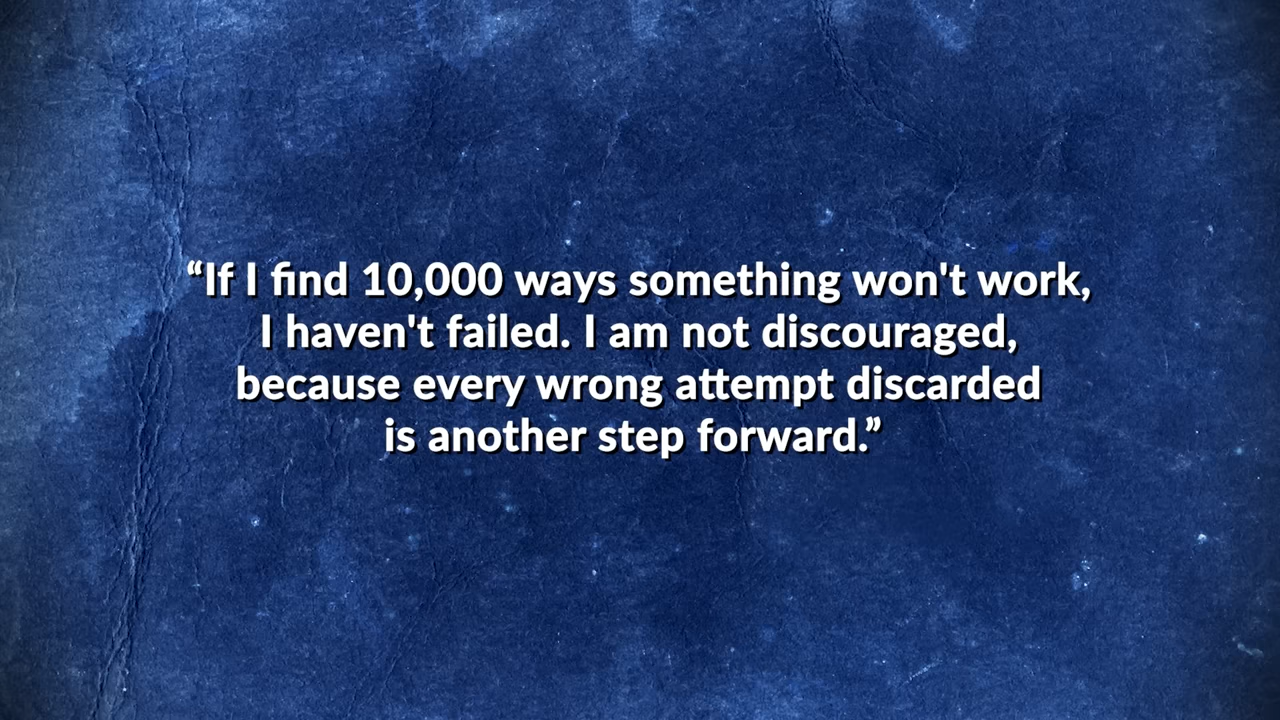 “If I find 10,000 ways something won't work,
I haven't failed. I am not discouraged,
because every wrong attempt discarded
is another step forward.”